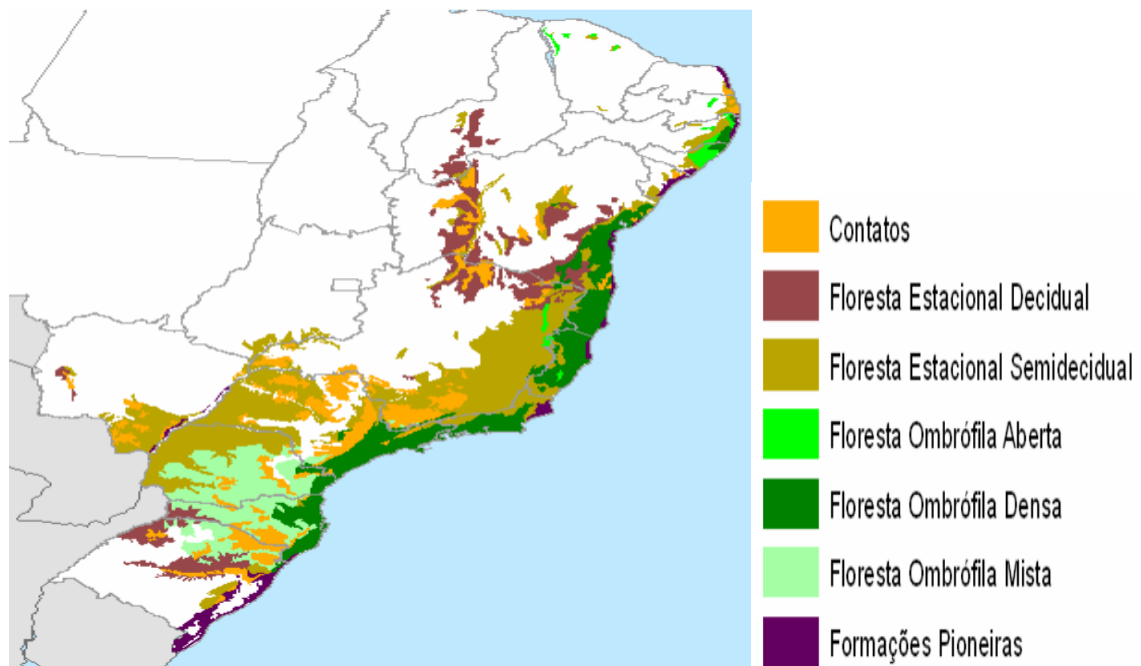 Contatos
Floresta Estacional Decidual
Floresta Estacional Semidecidual
Floresta Ombrófila Aberta
Floresta Ombrófila Densa
Floresta Ombrófila Mista
Formações Pioneiras